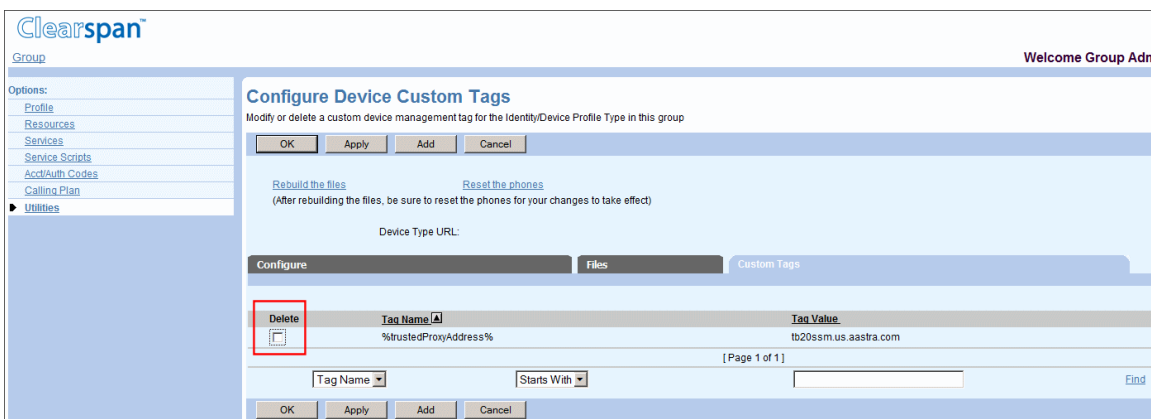 Clearspan™
Group
Welcome Group Adm
Options:
Profile
Resources
Services
Service Scripts
Acct/Auth Codes
Calling Plan
Utilities
Configure Device Custom Tags
Modify or delete a custom device management tag for the Identity/Device Profile Type in this group
OK Apply Add Cancel
Rebuild the files Reset the phones
(After rebuilding the files, be sure to reset the phones for your changes to take effect)
Device Type URL:
Configure Files Custom Tags
Delete Tag Name Tag Value
%trustedProxyAddress% tb20ssm.us.aastra.com
[ Page 1 of 1 ]
Tag Name Starts With Find
OK Apply Add Cancel